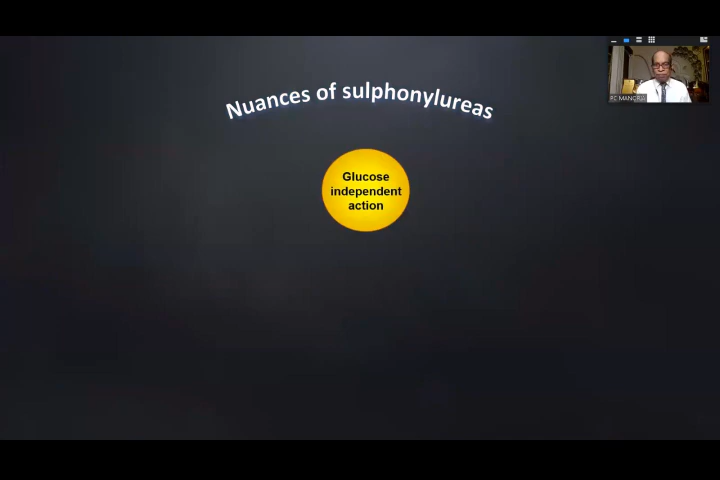 Nuances of sulphonylureas
Glucose
independent
action